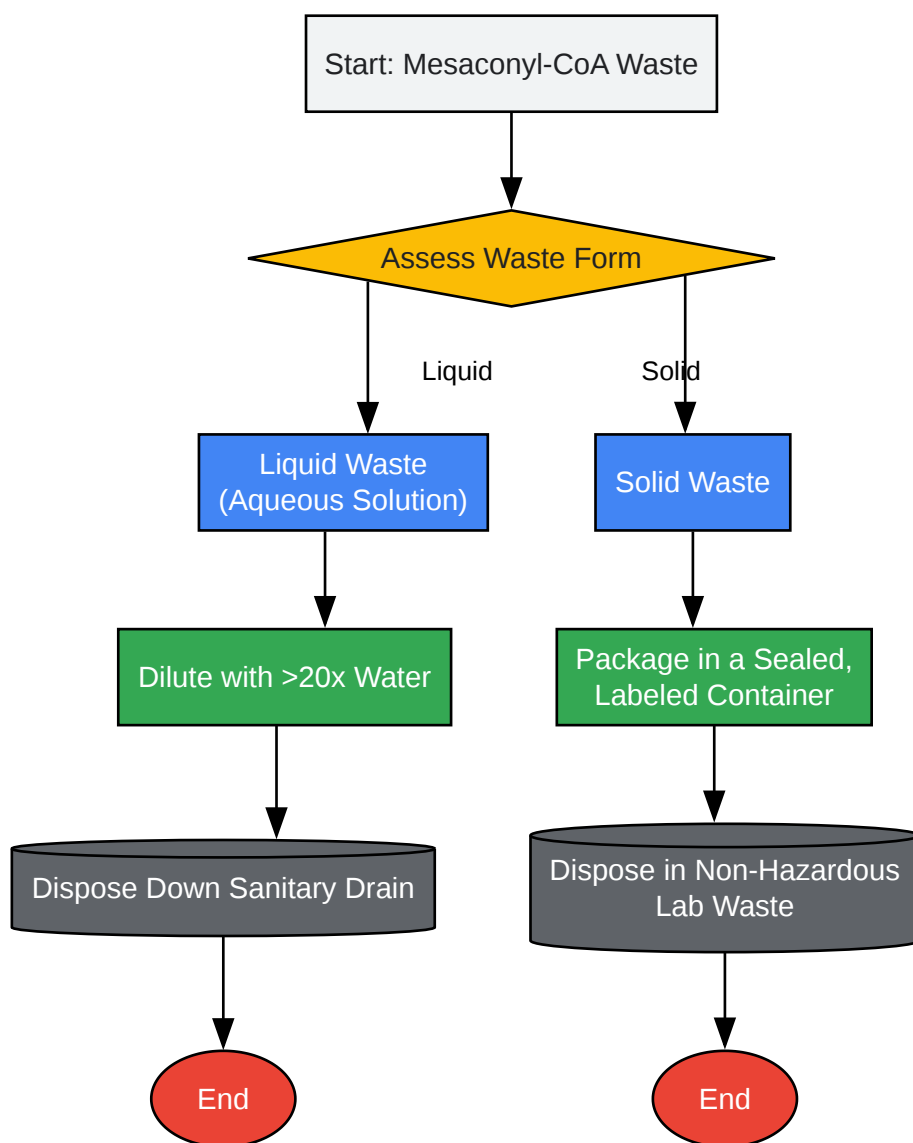 Start: Mesaconyl-CoA Waste
Assess Waste Form
Liquid
Solid
Liquid Waste
(Aqueous Solution)
Solid Waste
Dilute with >20x Water
Package in a Sealed,
Labeled Container
Dispose Down Sanitary Drain
Dispose in Non-Hazardous
Lab Waste
End
End